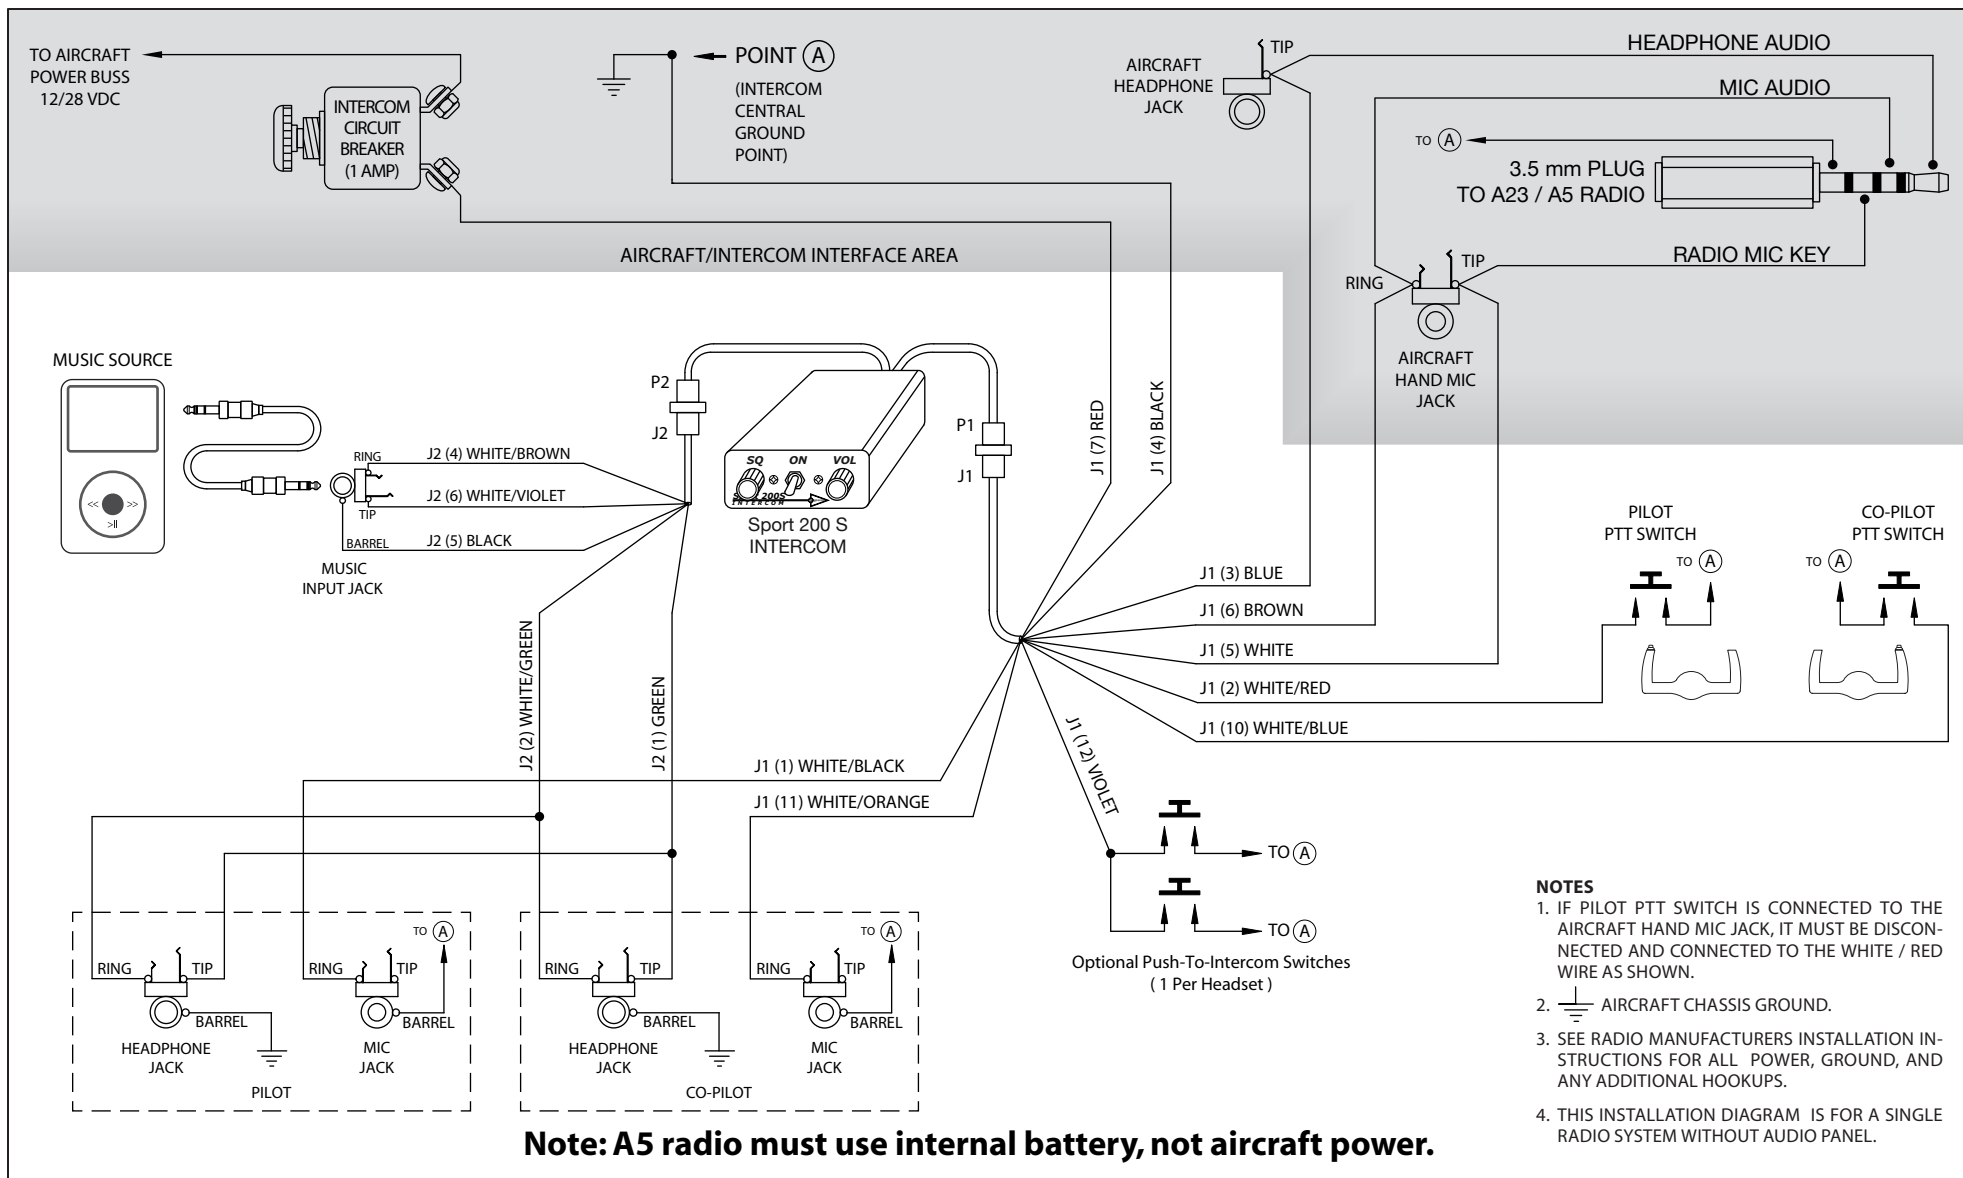 TO AIRCRAFT
POWER BUSS
12/28 VDC
INTERCOM
CIRCUIT
BREAKER
(1 AMP)
POINT A
(INTERCOM
CENTRAL
GROUND
POINT)
AIRCRAFT
HEADPHONE
JACK
TIP
HEADPHONE AUDIO
MIC AUDIO
TO A
3.5 mm PLUG
TO A23 / A5 RADIO
RADIO MIC KEY
AIRCRAFT/INTERCOM INTERFACE AREA
RING
TIP
AIRCRAFT
HAND MIC
JACK
MUSIC SOURCE
<< >>
>II
RING
TIP
BARREL
MUSIC
INPUT JACK
J2 (4) WHITE/BROWN
J2 (6) WHITE/VIOLET
J2 (5) BLACK
P2
J2
SQ ON VOL
200S
INTERCOM
Sport 200 S
INTERCOM
P1
J1
J1 (7) RED
J1 (4) BLACK
J1 (3) BLUE
J1 (6) BROWN
J1 (5) WHITE
J1 (2) WHITE/RED
J1 (10) WHITE/BLUE
PILOT
PTT SWITCH
TO A
CO-PILOT
PTT SWITCH
TO A
J2 (2) WHITE/GREEN
J2 (1) GREEN
J1 (1) WHITE/BLACK
J1 (11) WHITE/ORANGE
J1 (12) VIOLET
TO A
TO A
Optional Push-To-Intercom Switches
( 1 Per Headset )
RING TIP
BARREL
HEADPHONE
JACK
RING TIP
TO A
BARREL
MIC
JACK
PILOT
RING TIP
BARREL
HEADPHONE
JACK
RING TIP
TO A
BARREL
MIC
JACK
CO-PILOT
NOTES
1. IF PILOT PTT SWITCH IS CONNECTED TO THE
AIRCRAFT HAND MIC JACK, IT MUST BE DISCON-
NECTED AND CONNECTED TO THE WHITE / RED
WIRE AS SHOWN.
2. AIRCRAFT CHASSIS GROUND.
3. SEE RADIO MANUFACTURERS INSTALLATION IN-
STRUCTIONS FOR ALL POWER, GROUND, AND
ANY ADDITIONAL HOOKUPS.
4. THIS INSTALLATION DIAGRAM IS FOR A SINGLE
RADIO SYSTEM WITHOUT AUDIO PANEL.
Note: A5 radio must use internal battery, not aircraft power.